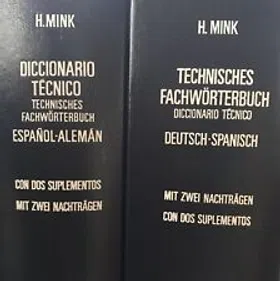 H. MINK
DICCIONARIO
TÉCNICO
TECHNISCHES
FACHWÖRTERBUCH
ESPAÑOL-ALEMÁN
CON DOS SUPLEMENTOS
MIT ZWEI NACHTRÄGEN
H. MINK
TECHNISCHES
FACHWÖRTERBUCH
DICCIONARIO TÉCNICO
DEUTSCH-SPANISCH
MIT ZWEI NACHTRÄGEN
CON DOS SUPLEMENTOS